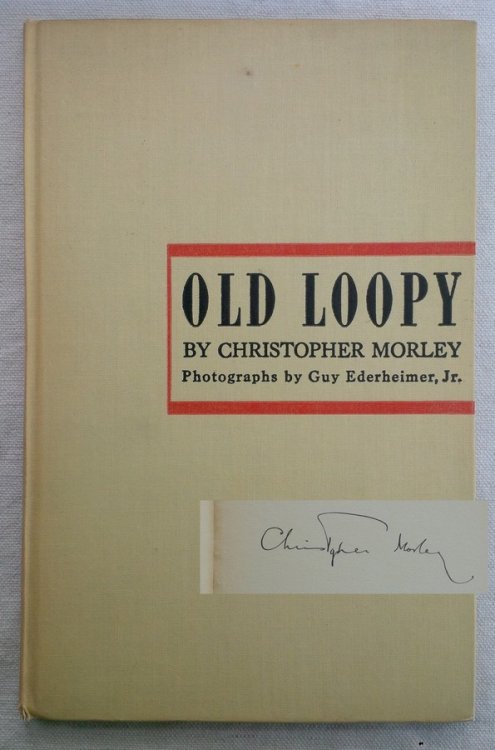 OLD LOOPY
BY CHRISTOPHER MORLEY
Photographs by Guy Ederheimer, Jr.
Christopher Morley